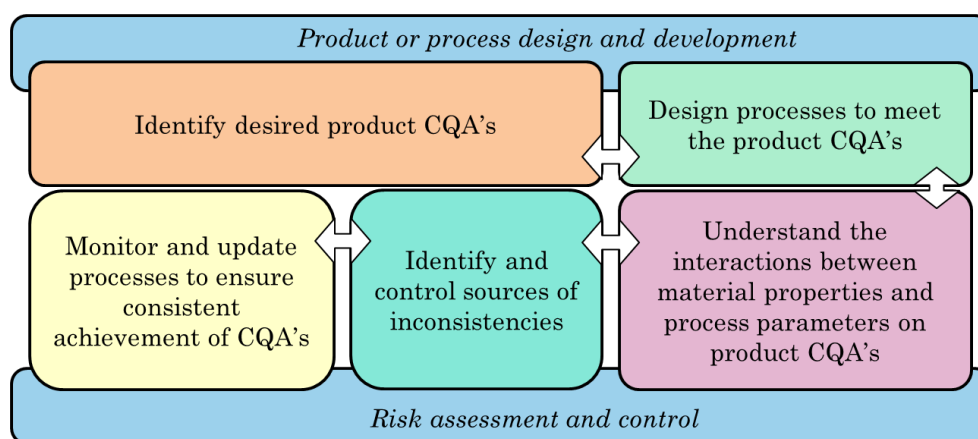 Product or process design and development
Identify desired product CQA’s
Design processes to meet
the product CQA’s
Monitor and update
processes to ensure
consistent
achievement of CQA’s
Identify and
control sources of
inconsistencies
Understand the
interactions between
material properties and
process parameters on
product CQA’s
Risk assessment and control